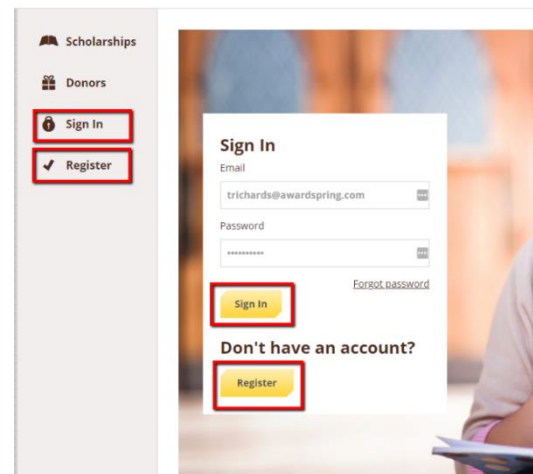 Scholarships
Donors
Sign In
Register
Sign In
Email
trichards@awardspring.com
Password
••••••••••
Forgot password
Sign In
Don't have an account?
Register